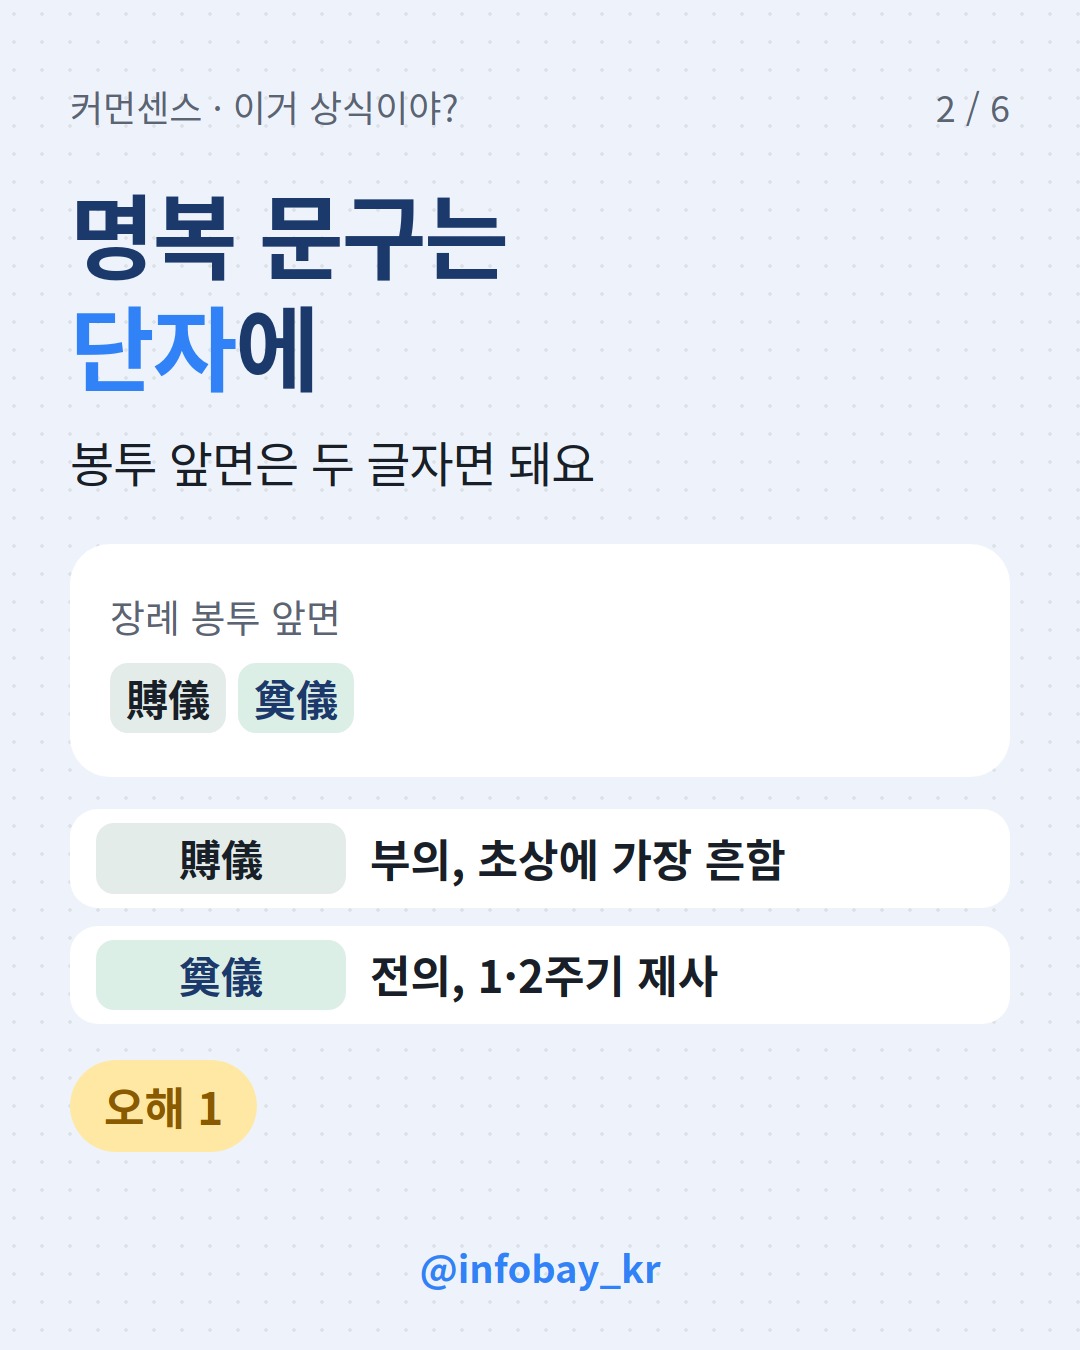 커먼센스 · 이거 상식이야?
2 / 6
명복 문구는
단자에
봉투 앞면은 두 글자면 돼요
장례 봉투 앞면
賻儀 奠儀
賻儀 부의, 초상에 가장 흔함
奠儀 전의, 1·2주기 제사
오해 1
@infobay_kr